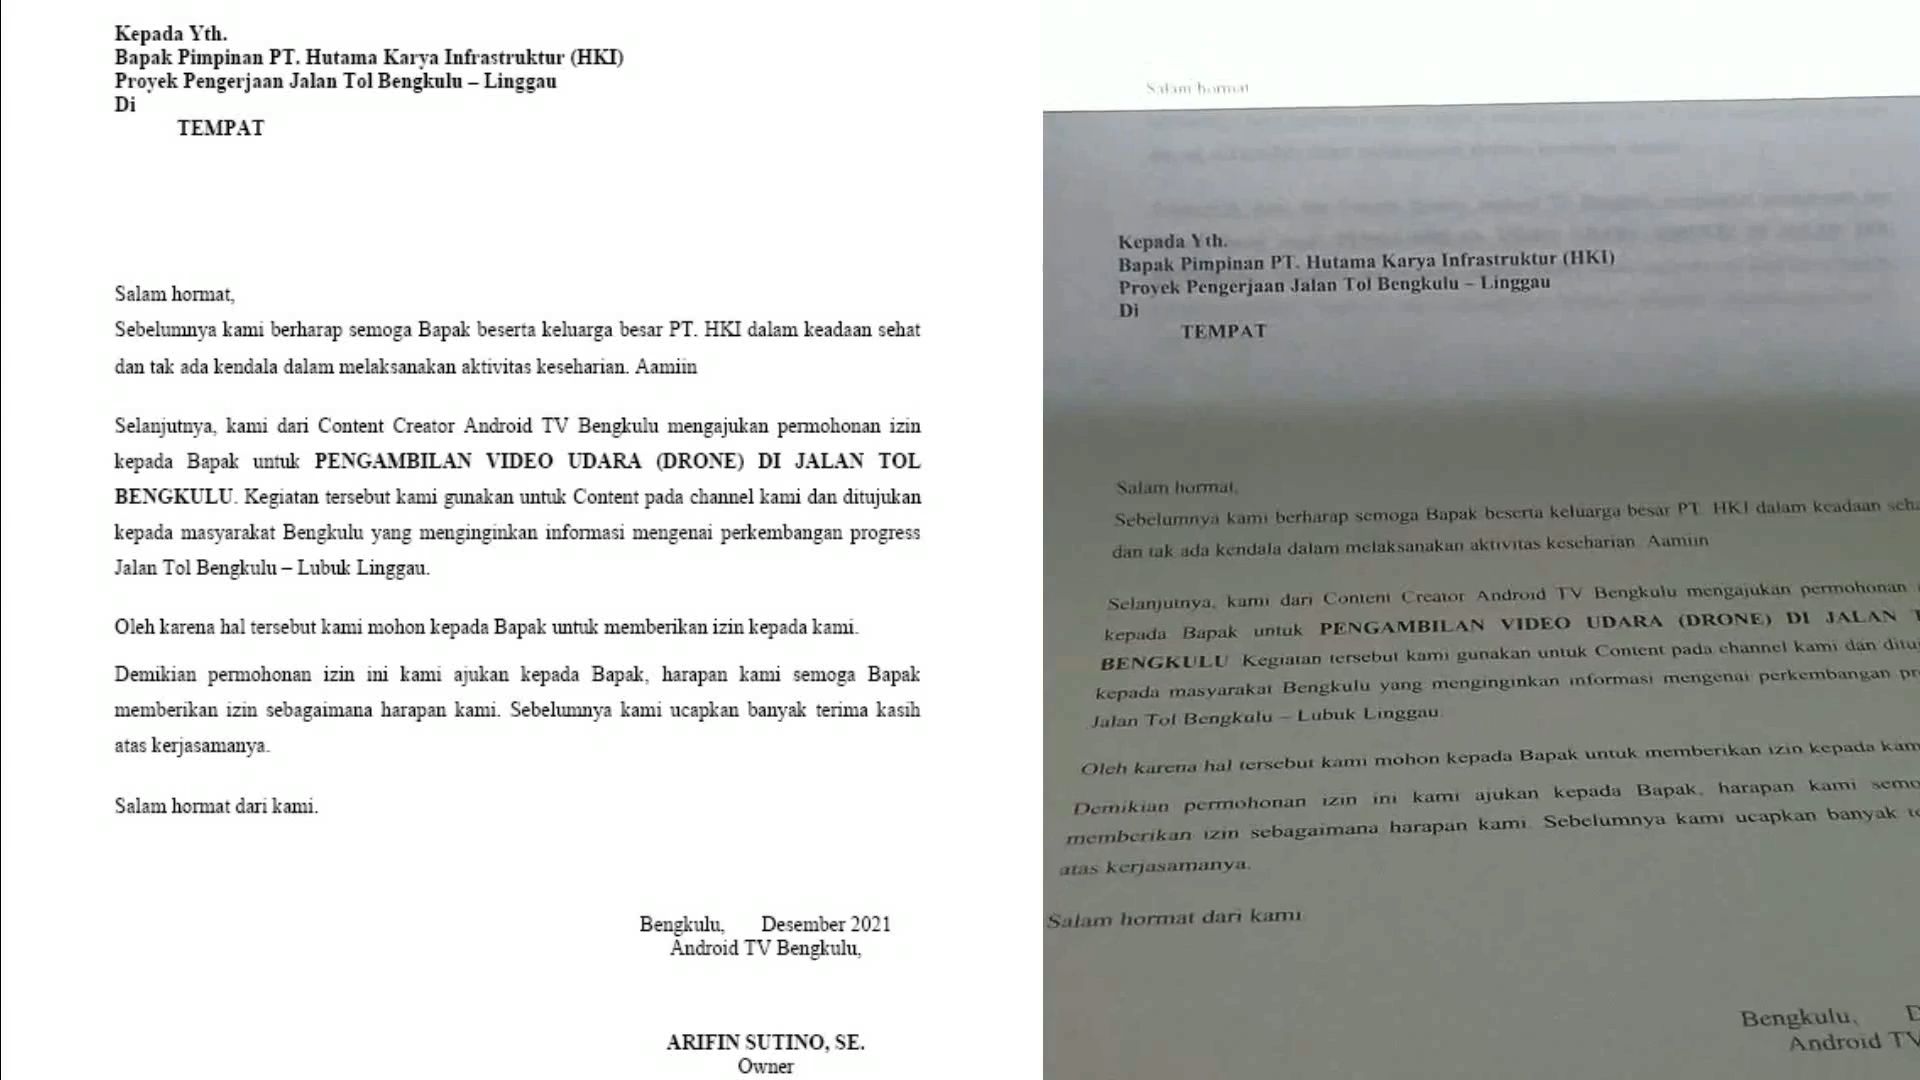 Kepada Yth.
Bapak Pimpinan PT. Hutama Karya Infrastruktur (HKI)
Proyek Pengerjaan Jalan Tol Bengkulu – Linggau
Di
TEMPAT
Salam hormat,
Sebelumnya kami berharap semoga Bapak beserta keluarga besar PT. HKI dalam keadaan sehat
dan tak ada kendala dalam melaksanakan aktivitas keseharian. Aamiin
Selanjutnya, kami dari Content Creator Android TV Bengkulu mengajukan permohonan izin
kepada Bapak untuk PENGAMBILAN VIDEO UDARA (DRONE) DI JALAN TOL
BENGKULU. Kegiatan tersebut kami gunakan untuk Content pada channel kami dan ditujukan
kepada masyarakat Bengkulu yang menginginkan informasi mengenai perkembangan progress
Jalan Tol Bengkulu – Lubuk Linggau.
Oleh karena hal tersebut kami mohon kepada Bapak untuk memberikan izin kepada kami.
Demikian permohonan izin ini kami ajukan kepada Bapak, harapan kami semoga Bapak
memberikan izin sebagaimana harapan kami. Sebelumnya kami ucapkan banyak terima kasih
atas kerjasamanya.
Salam hormat dari kami.
Bengkulu, Desember 2021
Android TV Bengkulu,
ARIFIN SUTINO, SE.
Owner
Salam hormat
Kepada Yth.
Bapak Pimpinan PT. Hutama Karya Infrastruktur (HKI)
Proyek Pengerjaan Jalan Tol Bengkulu – Linggau
Di
TEMPAT
Salam hormat,
Sebelumnya kami berharap semoga Bapak beserta keluarga besar PT. HKI dalam keadaan seha
dan tak ada kendala dalam melaksanakan aktivitas keseharian. Aamiin
Selanjutnya, kami dari Content Creator Android TV Bengkulu mengajukan permohonan
kepada Bapak untuk PENGAMBILAN VIDEO UDARA (DRONE) DI JALAN T
BENGKULU Kegiatan tersebut kami gunakan untuk Content pada channel kami dan ditu
kepada masyarakat Bengkulu yang menginginkan informasi mengenai perkembangan pr
Jalan Tol Bengkulu – Lubuk Linggau.
Oleh karena hal tersebut kami mohon kepada Bapak untuk memberikan izin kepada kam
Demikian permohonan izin ini kami ajukan kepada Bapak, harapan kami semo
memberikan izin sebagaimana harapan kami. Sebelumnya kami ucapkan banyak te
atas kerjasamanya.
Salam hormat dari kami
Bengkulu, D
Android TV